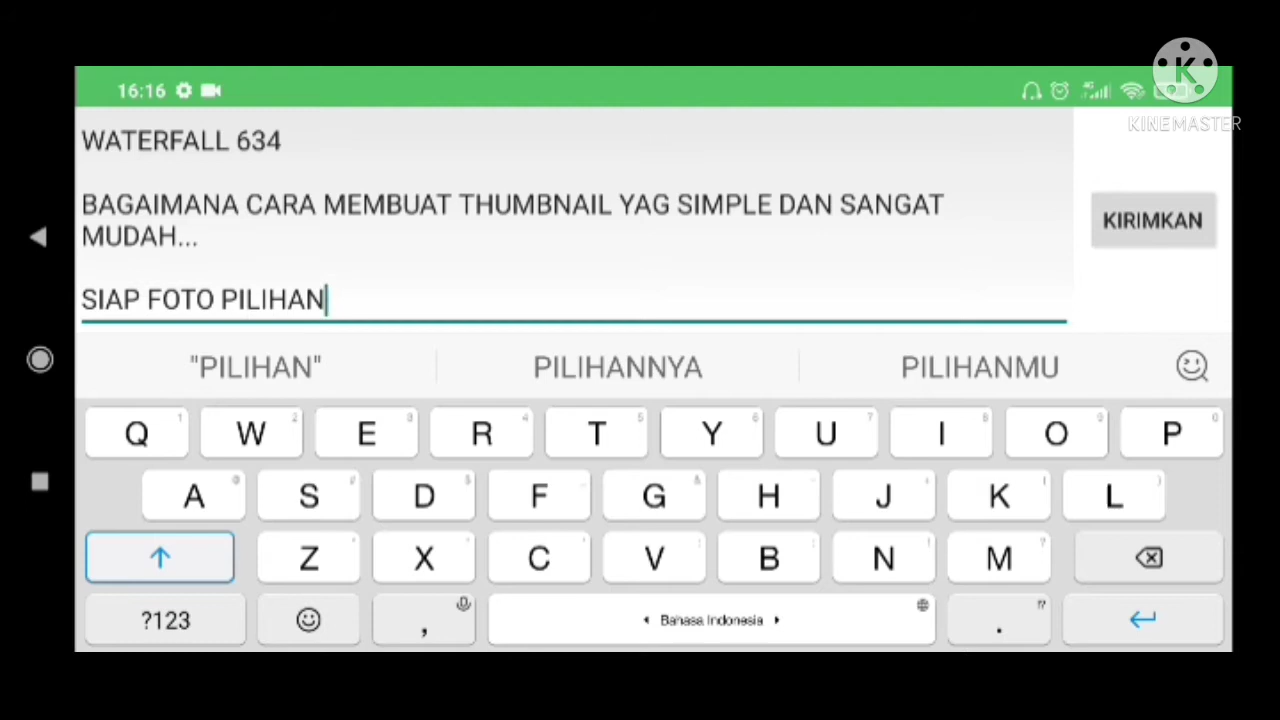 16:16
K
KINEMASTER
WATERFALL 634
BAGAIMANA CARA MEMBUAT THUMBNAIL YAG SIMPLE DAN SANGAT
MUDAH...
KIRIMKAN
SIAP FOTO PILIHAN
"PILIHAN" PILIHANNYA PILIHANMU
Q W E R T Y U I O P
A S D F G H J K L
Z X C V B N M
?123 , Bahasa Indonesia .